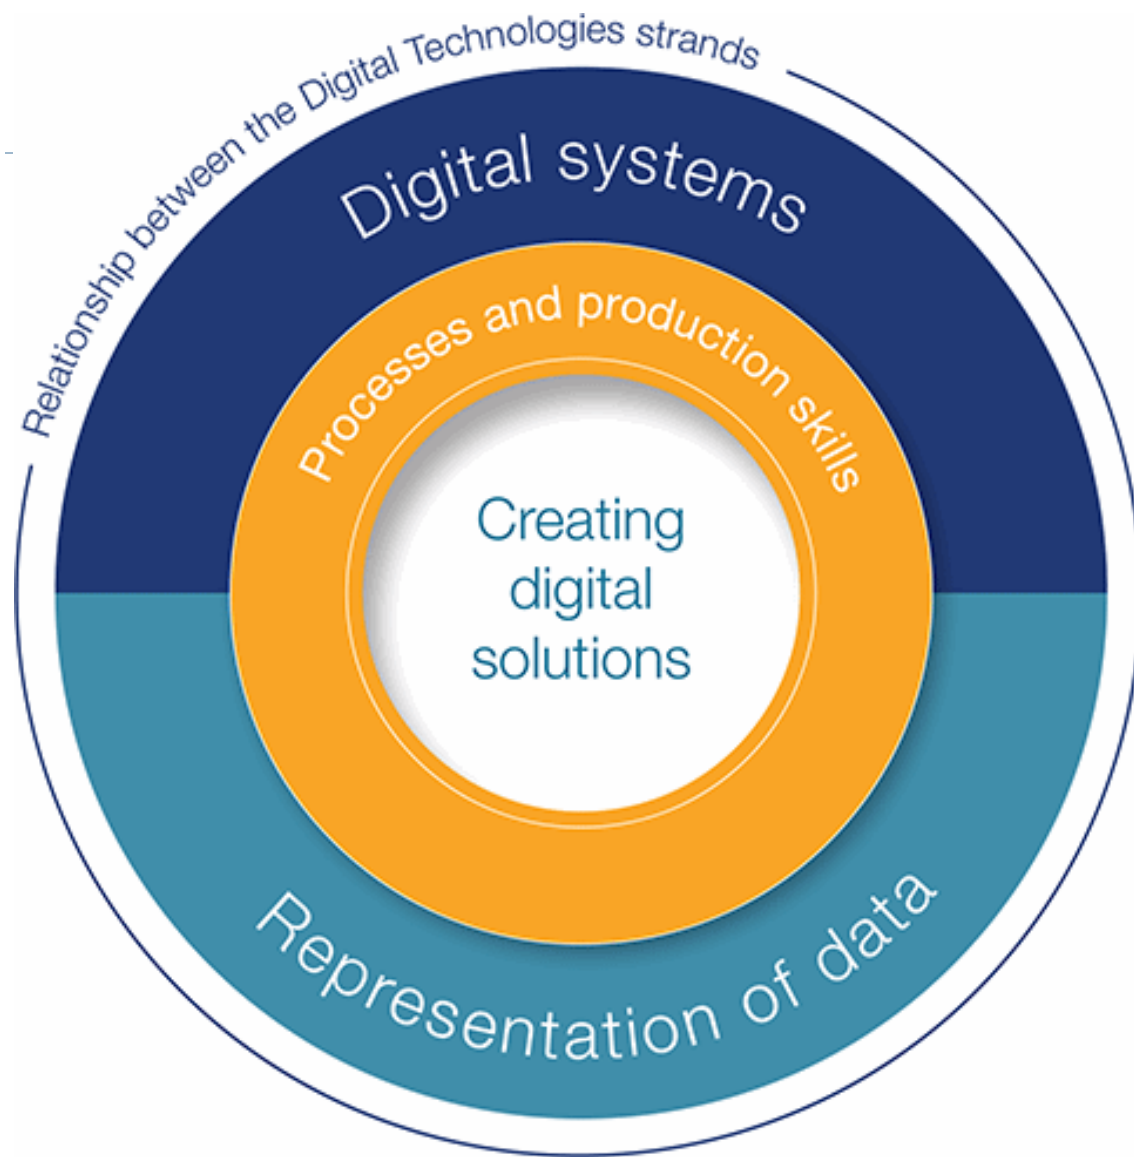 Relationship between the Digital Technologies strands
Digital systems
Processes and production skills
Creating
digital
solutions
Representation of data